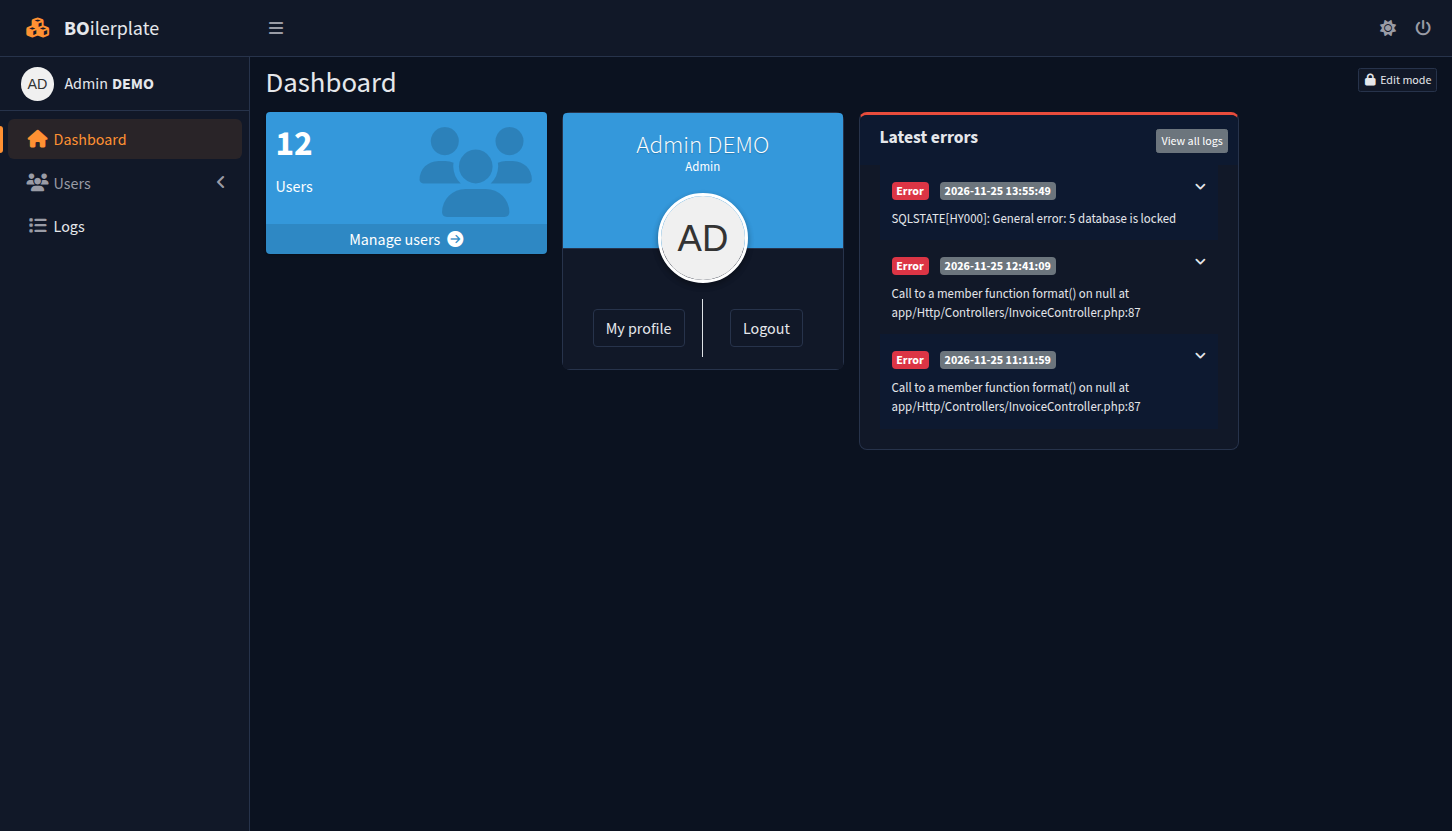 BOilerplate
AD
Admin DEMO
Dashboard
Users
Logs
Dashboard
Edit mode
12
Users
Manage users
Admin DEMO
Admin
AD
My profile
Logout
Latest errors
View all logs
Error 2026-11-25 13:55:49
SQLSTATE[HY000]: General error: 5 database is locked
Error 2026-11-25 12:41:09
Call to a member function format() on null at
app/Http/Controllers/InvoiceController.php:87
Error 2026-11-25 11:11:59
Call to a member function format() on null at
app/Http/Controllers/InvoiceController.php:87